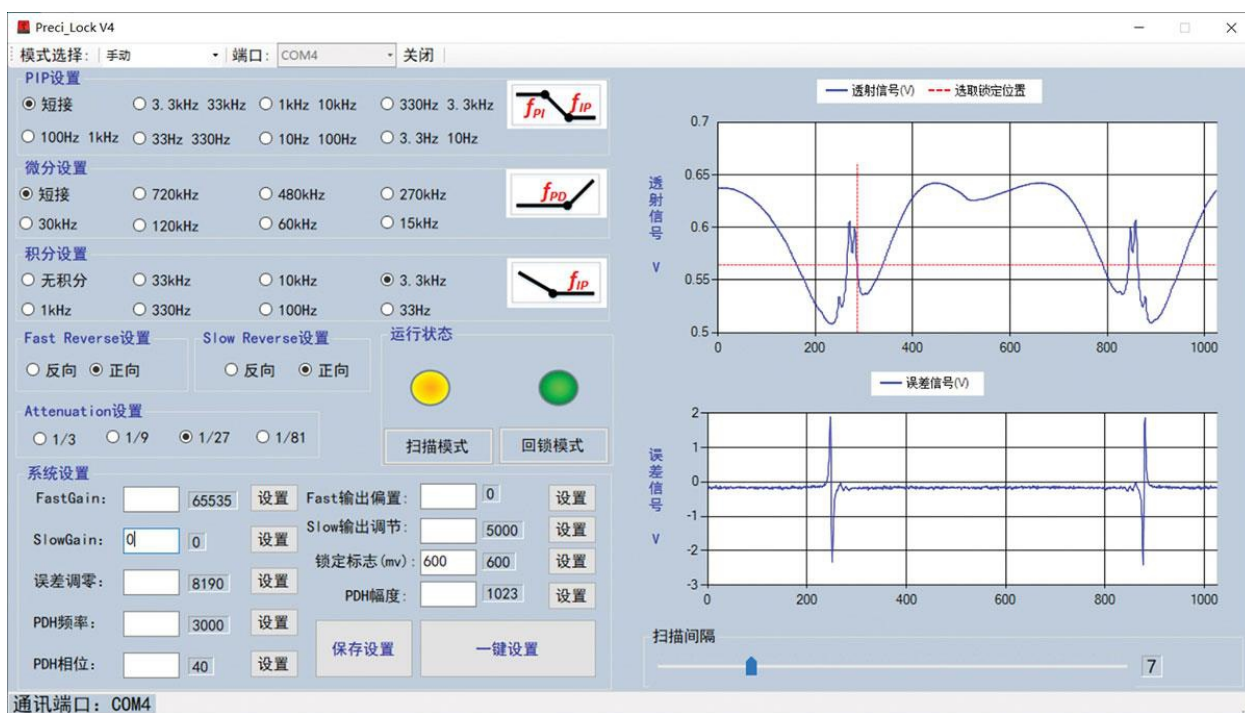 Preci_Lock V4
模式选择: 手动 端口: COM4 关闭
PIP设置
短接 3.3kHz 33kHz 1kHz 10kHz 330Hz 3.3kHz
100Hz 1kHz 33Hz 330Hz 10Hz 100Hz 3.3Hz 10Hz
fPI fIP
微分设置
短接 720kHz 480kHz 270kHz
30kHz 120kHz 60kHz 15kHz
fPD
积分设置
无积分 33kHz 10kHz 3.3kHz
1kHz 330Hz 100Hz 33Hz
fIP
Fast Reverse设置
反向 正向
Slow Reverse设置
反向 正向
运行状态
扫描模式 回锁模式
Attenuation设置
1/3 1/9 1/27 1/81
系统设置
FastGain: 65535 设置
SlowGain: 0 0 设置
误差调零: 8190 设置
PDH频率: 3000 设置
PDH相位: 40 设置
Fast输出偏置: 0 设置
Slow输出调节: 5000 设置
锁定标志(mv): 600 600 设置
PDH幅度: 1023 设置
保存设置 一键设置
透射信号(V) 选取锁定位置
0.7
0.65
0.6
0.55
0.5
透射信号 V
0 200 400 600 800 1000
误差信号(V)
2
1
0
-1
-2
-3
误差信号 V
0 200 400 600 800 1000
扫描间隔
7
通讯端口: COM4